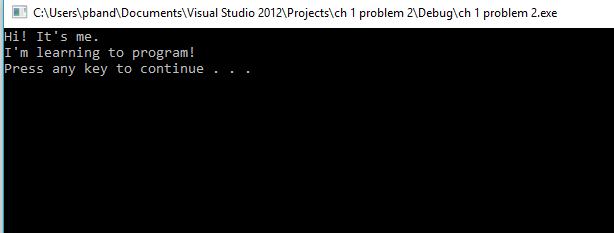 C:\Users\pband\Documents\Visual Studio 2012\Projects\ch 1 problem 2\Debug\ch 1 problem 2.exe
Hi! It's me.
I'm learning to program!
Press any key to continue . . .